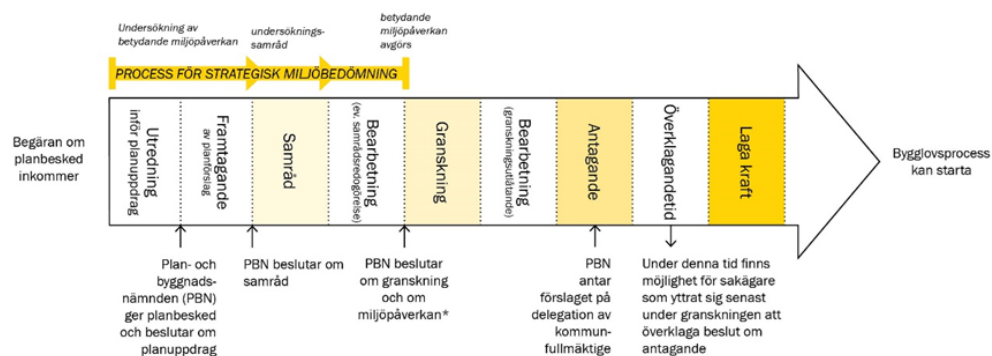 Undersökning av
betydande miljöpåverkan
undersöknings-
samråd
betydande
miljöpåverkan
avgörs
PROCESS FÖR STRATEGISK MILJÖBEDÖMNING
Begäran om
planbesked
inkommer
Utredning
inför planuppdrag
Framtagande
av planförslag
Samråd
Bearbetning
(ev. samrådsredogörelse)
Granskning
Bearbetning
(granskningsutlåtande)
Antagande
Överklagandetid
Laga kraft
Bygglovsprocess
kan starta
Plan- och
byggnads-
nämnden (PBN)
ger planbesked
och beslutar om
planuppdrag
PBN beslutar om
samråd
PBN beslutar
om granskning
och om
miljöpåverkan*
PBN
antar
förslaget på
delegation av
kommun-
fullmäktige
Under denna tid finns
möjlighet för sakägare
som yttrat sig senast
under granskningen att
överklaga beslut om
antagande